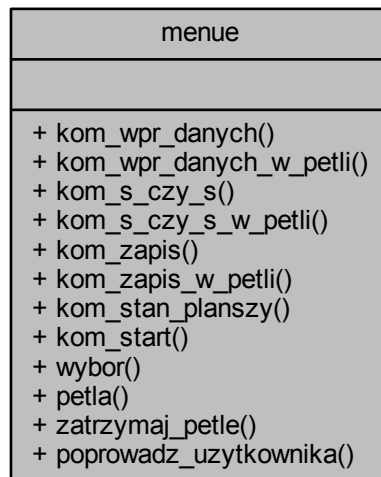 menue
+ kom_wpr_danych()
+ kom_wpr_danych_w_petli()
+ kom_s_czy_s()
+ kom_s_czy_s_w_petli()
+ kom_zapis()
+ kom_zapis_w_petli()
+ kom_stan_planszy()
+ kom_start()
+ wybor()
+ petla()
+ zatrzymaj_petle()
+ poprowadz_uzytkownika()